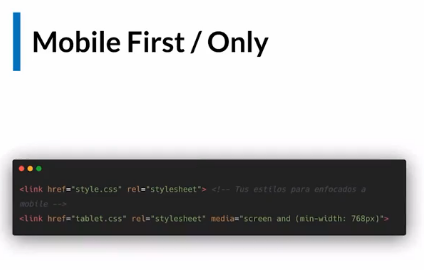 Mobile First / Only
<link href="style.css" rel="stylesheet"> <!-- Tus estilos para enfocados a
mobile -->
<link href="tablet.css" rel="stylesheet" media="screen and (min-width: 768px)">